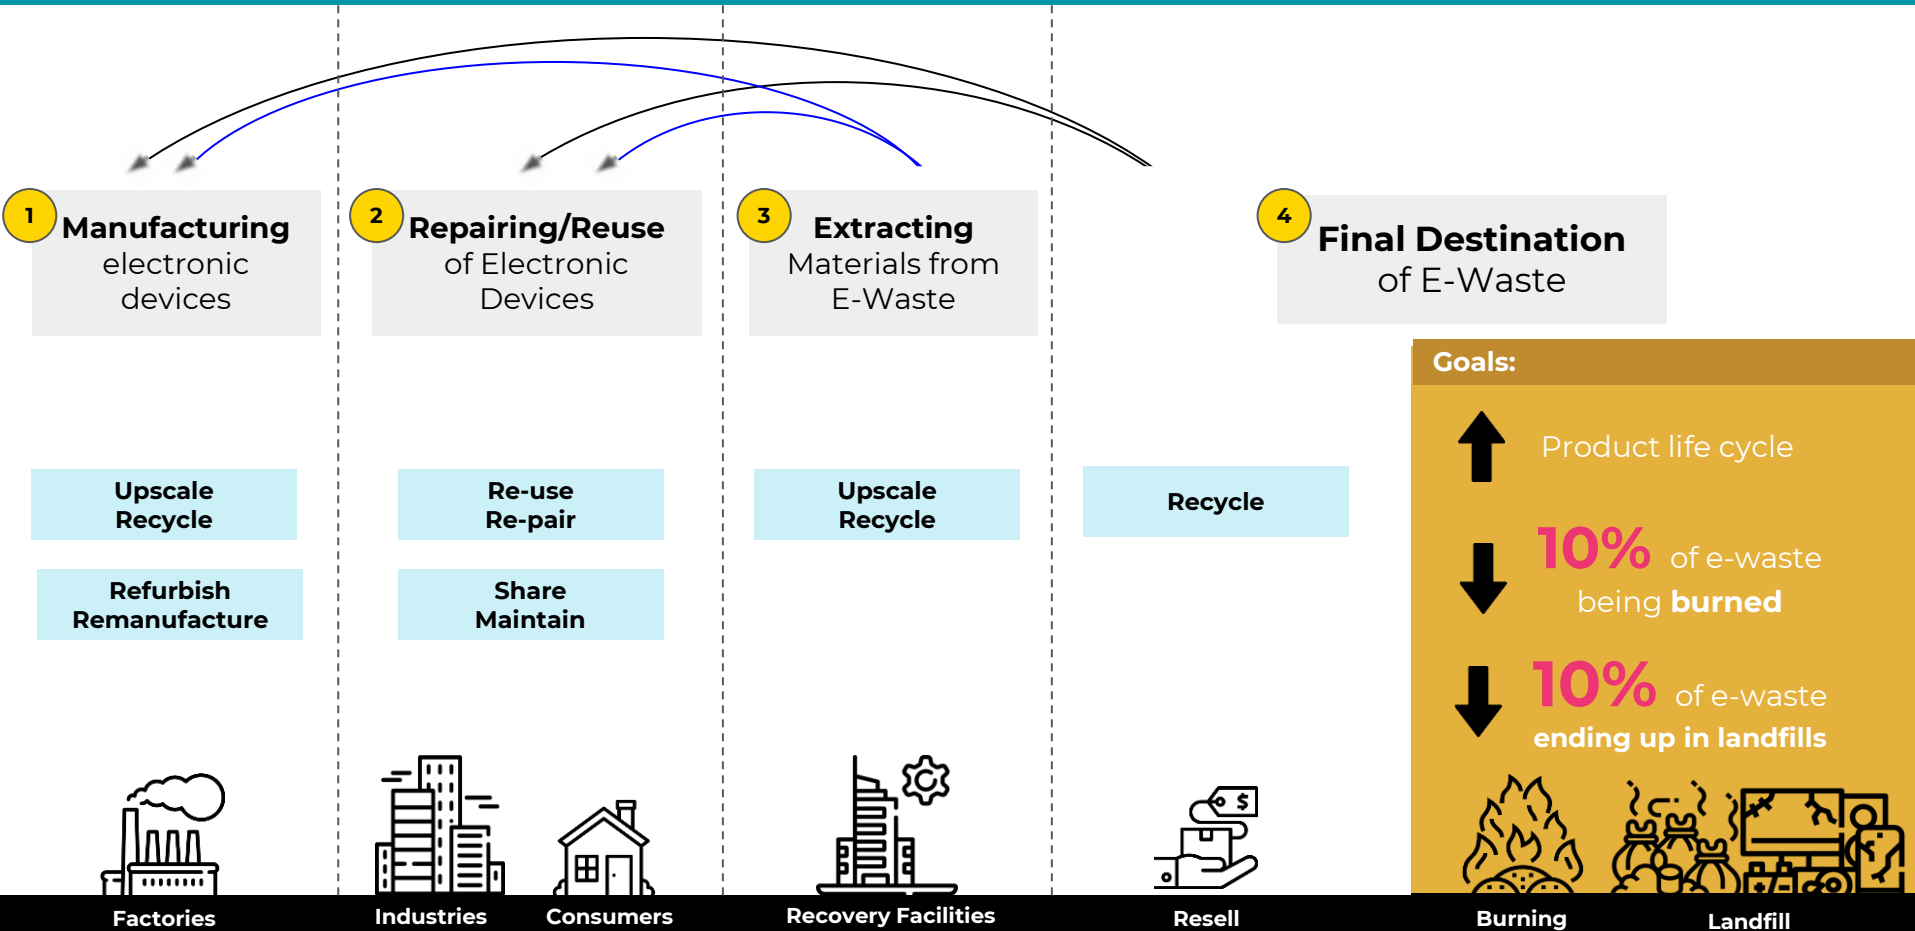 1
Manufacturing
electronic
devices
2
Repairing/Reuse
of Electronic
Devices
3
Extracting
Materials from
E-Waste
4
Final Destination
of E-Waste
Upscale
Recycle
Refurbish
Remanufacture
Re-use
Re-pair
Share
Maintain
Upscale
Recycle
Recycle
Goals:
Product life cycle
10% of e-waste
being burned
10% of e-waste
ending up in landfills
$
Factories
Industries
Consumers
Recovery Facilities
Resell
Burning
Landfill